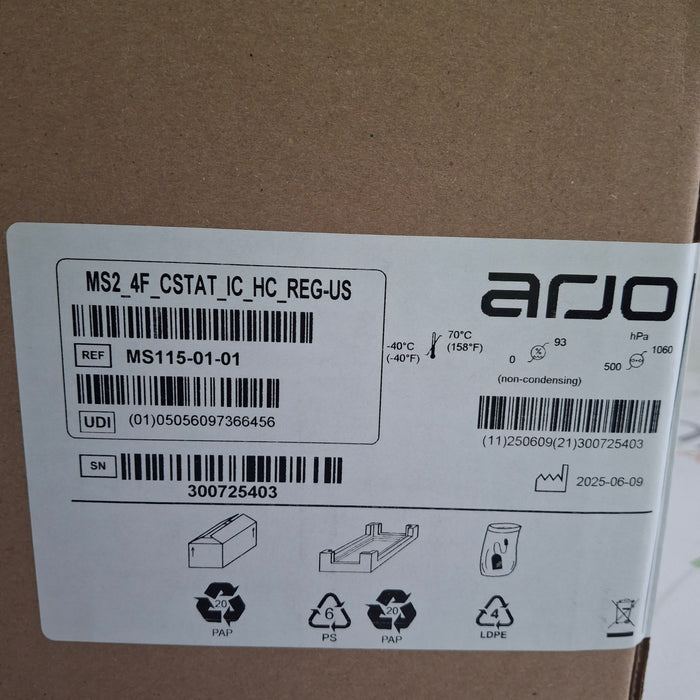 MS2_4F_CSTAT_IC_HC_REG-US
REF MS115-01-01
UDI (01)05056097366456
SN
300725403
arjo
-40°C
(-40°F)
70°C
(158°F)
0 % 93
(non-condensing)
hPa
500 1060
(11)250609(21)300725403
2025-06-09
20
PAP
6
PS
20
PAP
4
LDPE